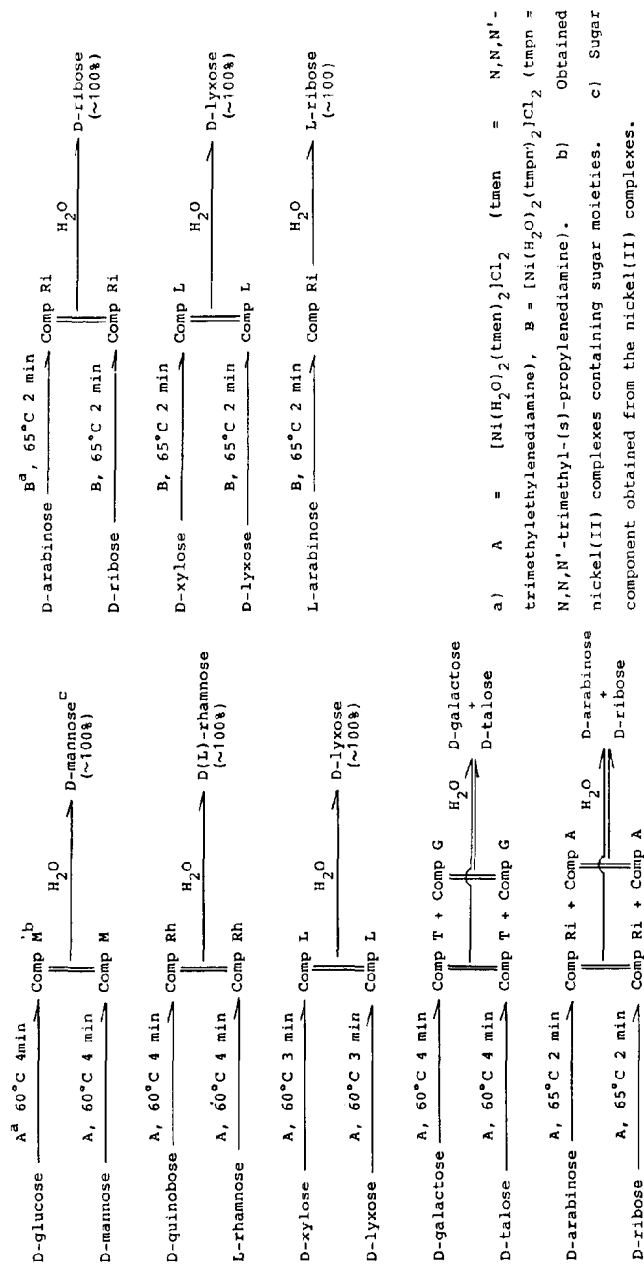 D-glucose A^a 60°C 4min Comp M'^b
H₂O D-mannose^c
(~100%)
D-mannose A, 60°C 4 min Comp M
D-quinobose A, 60°C 4 min Comp Rh
H₂O D(L)-rhamnose
(~100%)
L-rhamnose A, 60°C 4 min Comp Rh
D-xylose A, 60°C 3 min Comp L
H₂O D-lyxose
(~100%)
D-lyxose A, 60°C 3 min Comp L
D-galactose A, 60°C 4 min Comp T + Comp G
H₂O D-galactose
+
D-talose
D-talose A, 60°C 4 min Comp T + Comp G
D-arabinose A, 65°C 2 min Comp Ri + Comp A
H₂O D-arabinose
+
D-ribose
D-ribose A, 65°C 2 min Comp Ri + Comp A
D-arabinose B^a, 65°C 2 min Comp Ri
H₂O D-ribose
(~100%)
D-ribose B, 65°C 2 min Comp Ri
D-xylose B, 65°C 2 min Comp L
H₂O D-lyxose
(~100%)
D-lyxose B, 65°C 2 min Comp L
L-arabinose B, 65°C 2 min Comp Ri H₂O L-ribose
(~100)
a) A = [Ni(H₂O)₂(tmen)₂]Cl₂ (tmen = N,N,N'-
trimethylethylenediamine), B = [Ni(H₂O)₂(tmpn)₂]Cl₂ (tmpn =
N,N,N'-trimethyl-(s)-propylenediamine). b) Obtained
nickel(II) complexes containing sugar moieties. c) Sugar
component obtained from the nickel(II) complexes.